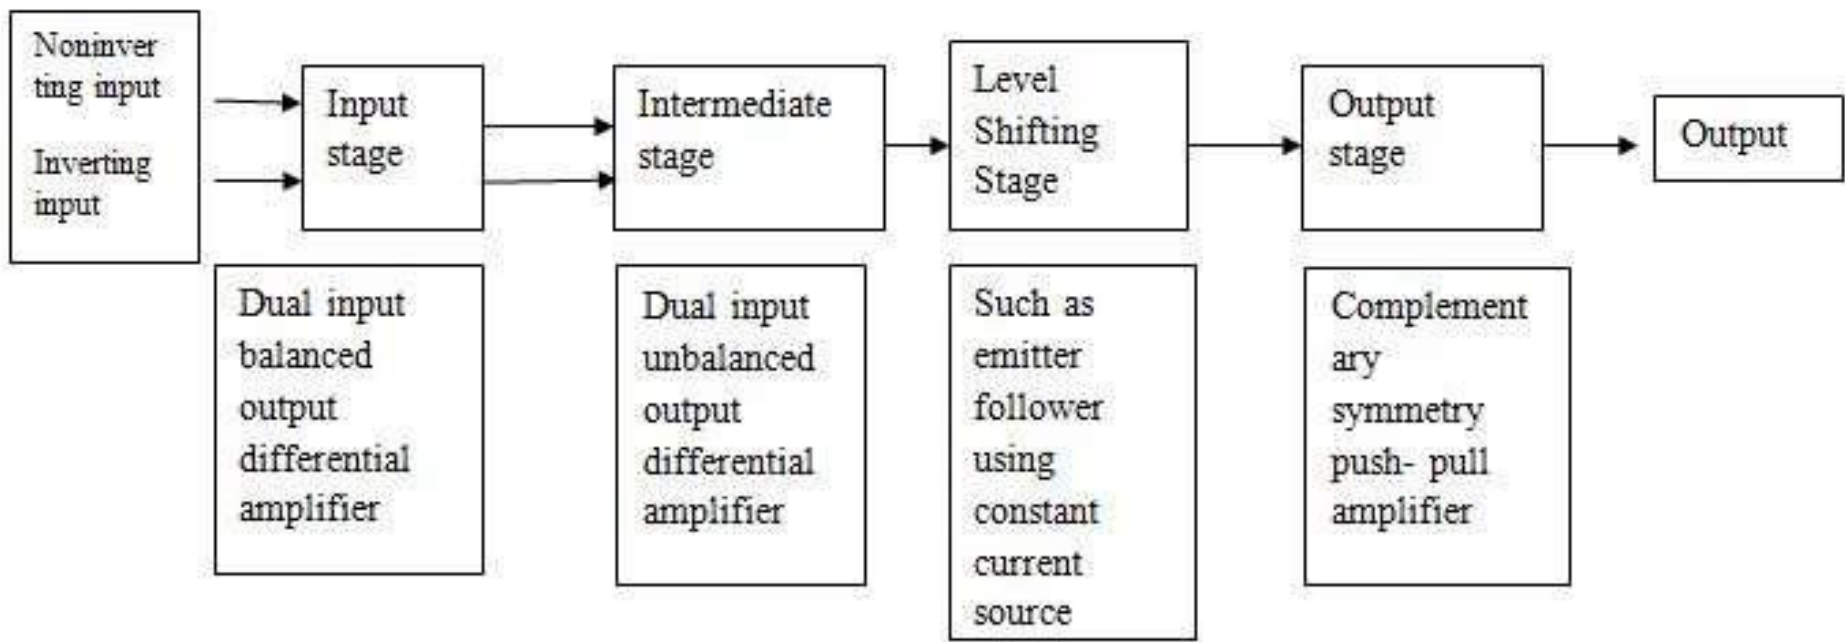 Noninver
ting input
Inverting
input
Input
stage
Intermediate
stage
Level
Shifting
Stage
Output
stage
Output
Dual input
balanced
output
differential
amplifier
Dual input
unbalanced
output
differential
amplifier
Such as
emitter
follower
using
constant
current
source
Complement
ary
symmetry
push- pull
amplifier